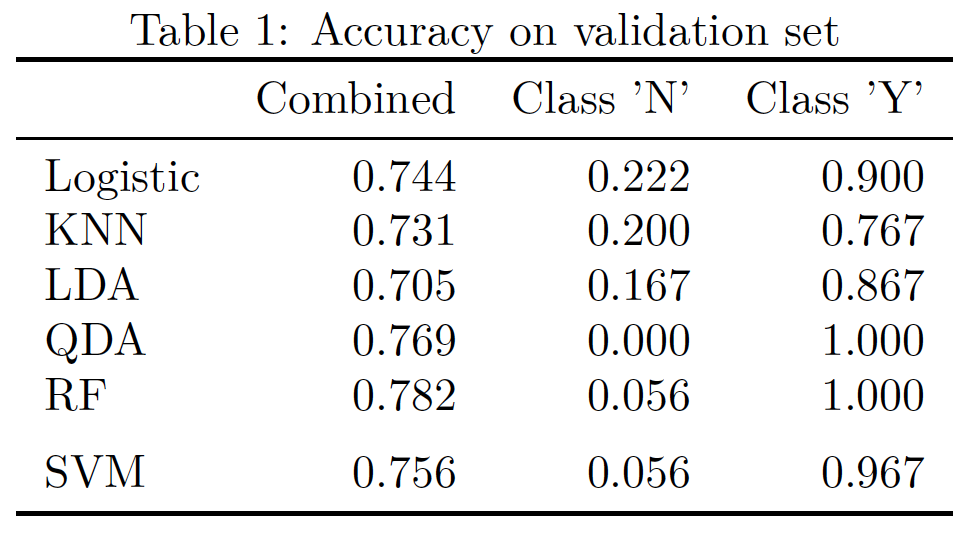 Table 1: Accuracy on validation set
Combined Class ’N’ Class ’Y’
Logistic 0.744 0.222 0.900
KNN 0.731 0.200 0.767
LDA 0.705 0.167 0.867
QDA 0.769 0.000 1.000
RF 0.782 0.056 1.000
SVM 0.756 0.056 0.967